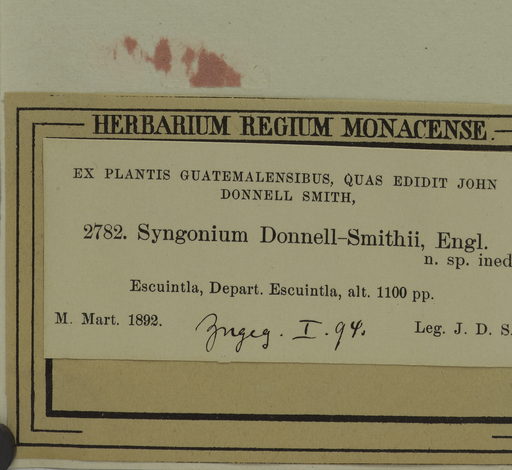 HERBARIUM REGIUM MONACENSE.
EX PLANTIS GUATEMALENSIBUS, QUAS EDIDIT JOHN
DONNELL SMITH,
2782. Syngonium Donnell-Smithii, Engl.
n. sp. ined
Escuintla, Depart. Escuintla, alt. 1100 pp.
M. Mart. 1892.
Zugeg. I. 94.
Leg. J. D. S.